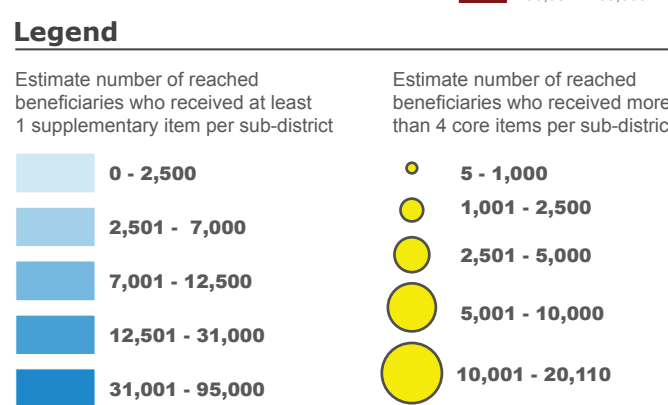 Legend
Estimate number of reached
beneficiaries who received at least
1 supplementary item per sub-district
0 - 2,500
2,501 - 7,000
7,001 - 12,500
12,501 - 31,000
31,001 - 95,000
Estimate number of reached
beneficiaries who received more
than 4 core items per sub-distric
5 - 1,000
1,001 - 2,500
2,501 - 5,000
5,001 - 10,000
10,001 - 20,110